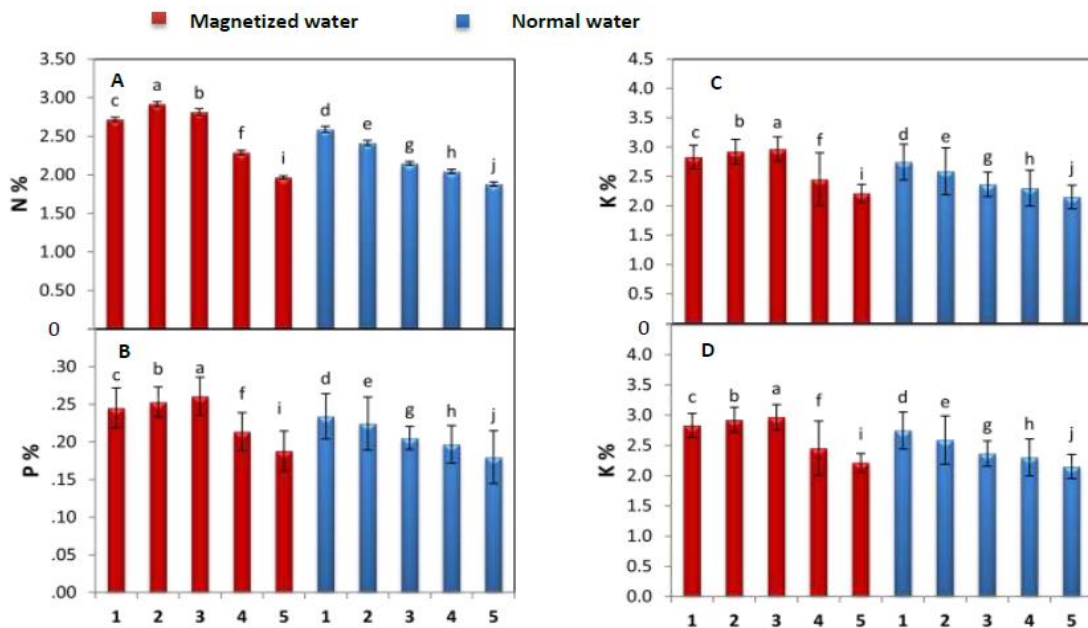 Magnetized water Normal water
A
N %
3.50
3.00
2.50
2.00
1.50
1.00
0.50
0
c a b f i d e g h j
B
P %
.30
.25
.20
.15
.10
.05
.00
c b a f i d e g h j
1 2 3 4 5 1 2 3 4 5
C
K %
4.5
4.0
3.5
3.0
2.5
2.0
1.5
1.0
0.5
0
c b a f i d e g h j
D
K %
4.0
3.5
3.0
2.5
2.0
1.5
1.0
0.5
0.0
c b a f i d e g h j
1 2 3 4 5 1 2 3 4 5